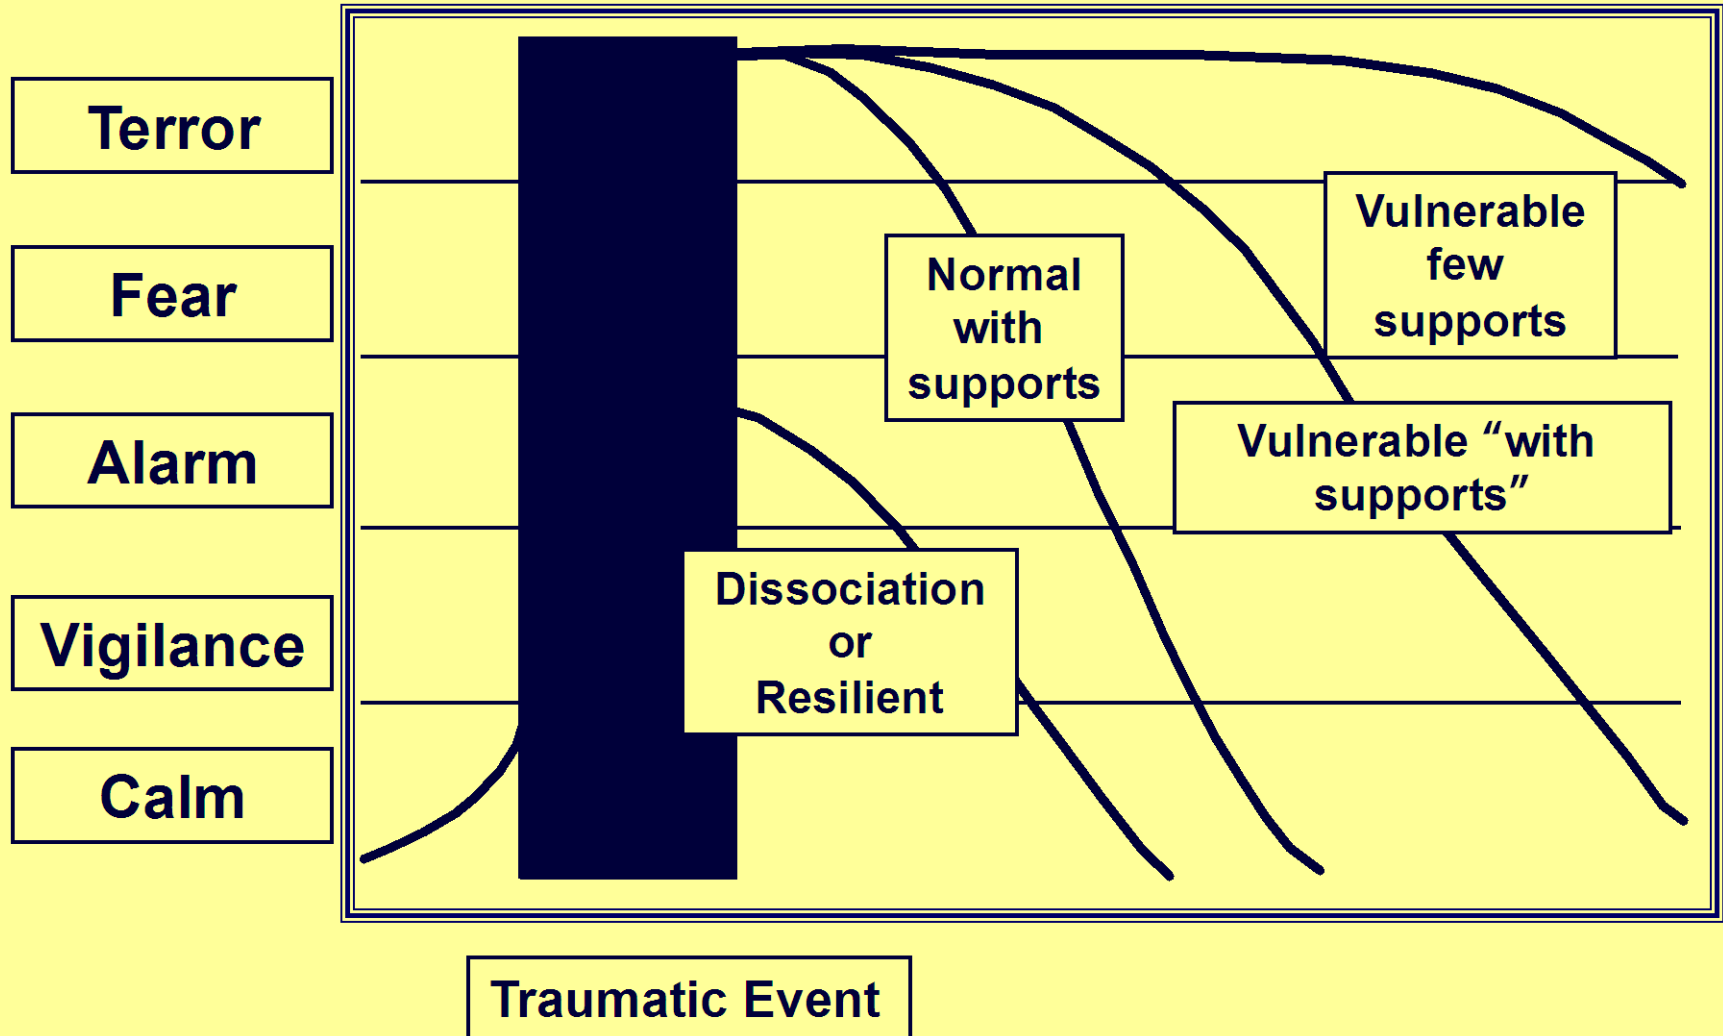 Terror
Fear
Alarm
Vigilance
Calm
Normal
with
supports
Vulnerable
few
supports
Vulnerable “with
supports”
Dissociation
or
Resilient
Traumatic Event